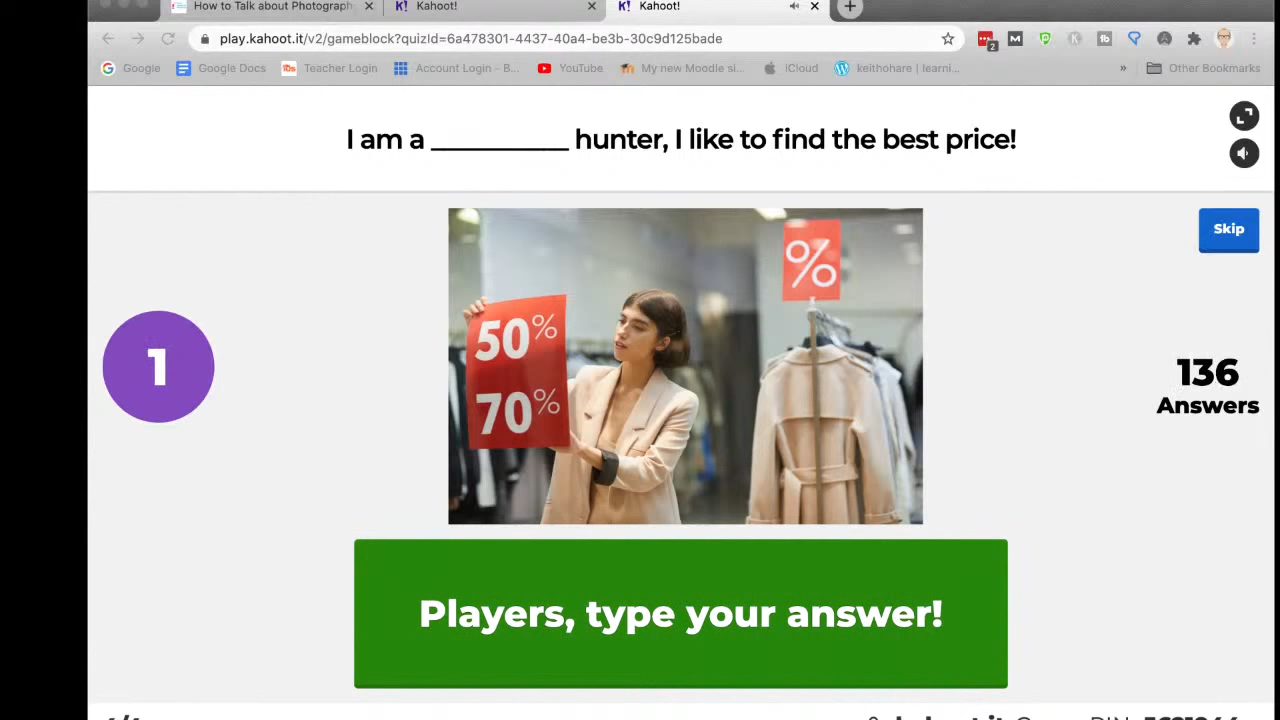 How to Talk about Photograph
Kahoot!
Kahoot!
play.kahoot.it/v2/gameblock?quizId=6a478301-4437-40a4-be3b-30c9d125bade
2
Google
Google Docs
Teacher Login
Account Login - B...
YouTube
My new Moodle si...
iCloud
keithohare | learni...
»
Other Bookmarks
I am a __________ hunter, I like to find the best price!
Skip
%
50%
70%
1
136
Answers
Players, type your answer!